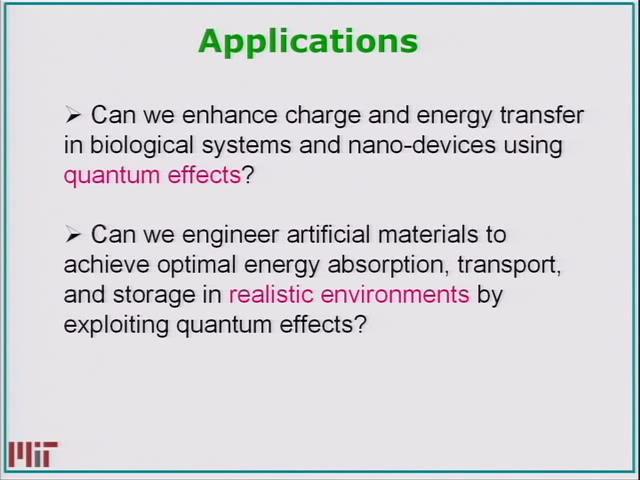 Applications
➢ Can we enhance charge and energy transfer
in biological systems and nano-devices using
quantum effects?
➢ Can we engineer artificial materials to
achieve optimal energy absorption, transport,
and storage in realistic environments by
exploiting quantum effects?
MIT